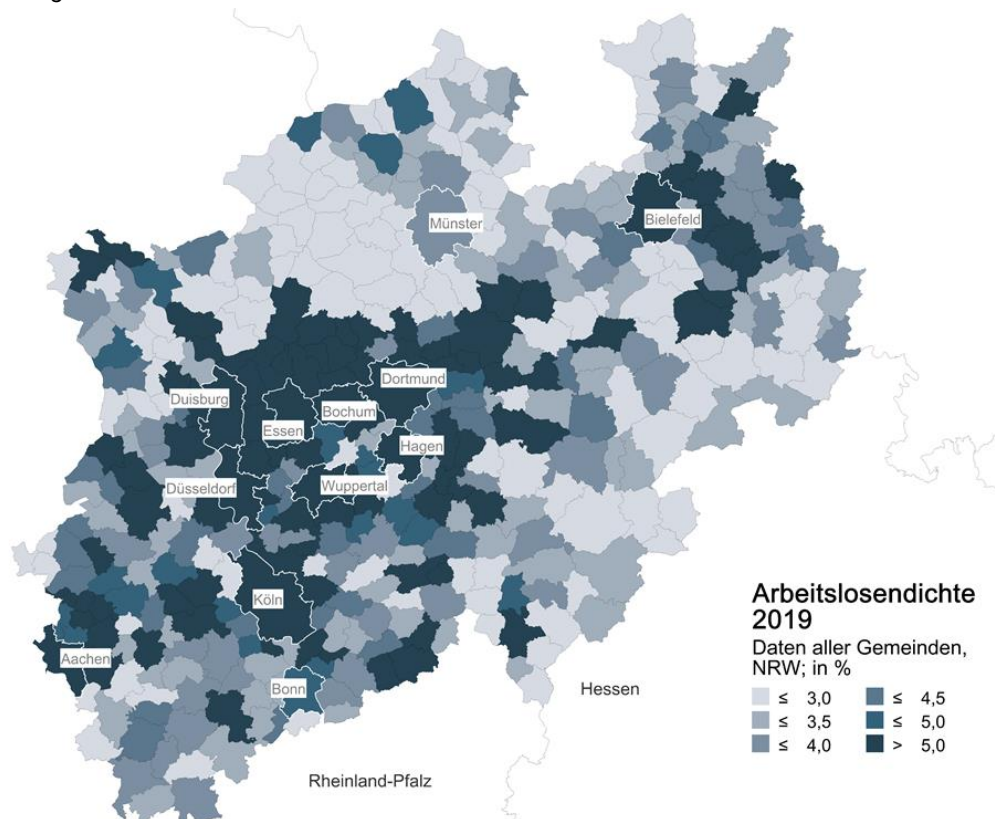 Münster
Bielefeld
Duisburg
Dortmund
Bochum
Essen
Hagen
Düsseldorf
Wuppertal
Köln
Aachen
Bonn
Hessen
Rheinland-Pfalz
Arbeitslosendichte
2019
Daten aller Gemeinden,
NRW; in %
≤ 3,0
≤ 4,5
≤ 3,5
≤ 5,0
≤ 4,0
> 5,0